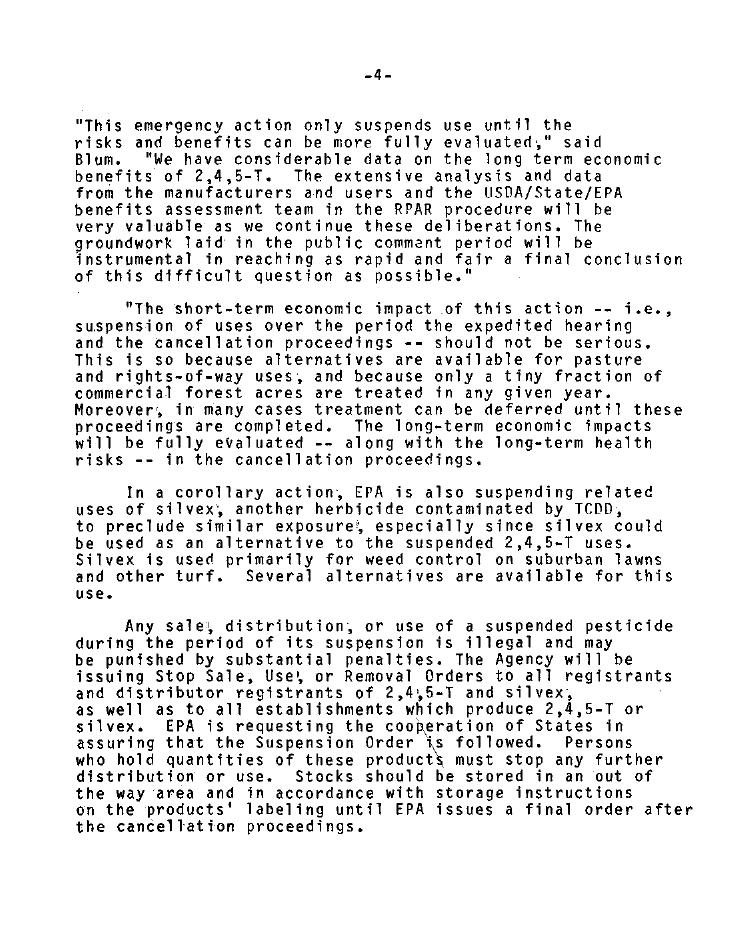 -4-
"This emergency action only suspends use until the
risks and benefits can be more fully evaluated," said
Blum.  "We have considerable data on the long term economic
benefits of 2,4,5-T.  The extensive analysis and data
from the manufacturers and users and the USDA/State/EPA
benefits assessment team in the RPAR procedure will be
very valuable as we continue these deliberations. The
groundwork laid in the public comment period will be
instrumental in reaching as rapid and fair a final conclusion
of this difficult question as possible."
"The short-term economic impact of this action -- i.e.,
suspension of uses over the period the expedited hearing
and the cancellation proceedings -- should not be serious.
This is so because alternatives are available for pasture
and rights-of-way uses, and because only a tiny fraction of
commercial forest acres are treated in any given year.
Moreover, in many cases treatment can be deferred until these
proceedings are completed.  The long-term economic impacts
will be fully evaluated -- along with the long-term health
risks -- in the cancellation proceedings.
In a corollary action, EPA is also suspending related
uses of silvex, another herbicide contaminated by TCDD,
to preclude similar exposure, especially since silvex could
be used as an alternative to the suspended 2,4,5-T uses.
Silvex is used primarily for weed control on suburban lawns
and other turf.  Several alternatives are available for this
use.
Any sale, distribution, or use of a suspended pesticide
during the period of its suspension is illegal and may
be punished by substantial penalties. The Agency will be
issuing Stop Sale, Use, or Removal Orders to all registrants
and distributor registrants of 2,4,5-T and silvex,
as well as to all establishments which produce 2,4,5-T or
silvex.  EPA is requesting the cooperation of States in
assuring that the Suspension Order is followed.  Persons
who hold quantities of these products must stop any further
distribution or use.  Stocks should be stored in an out of
the way area and in accordance with storage instructions
on the products' labeling until EPA issues a final order after
the cancellation proceedings.